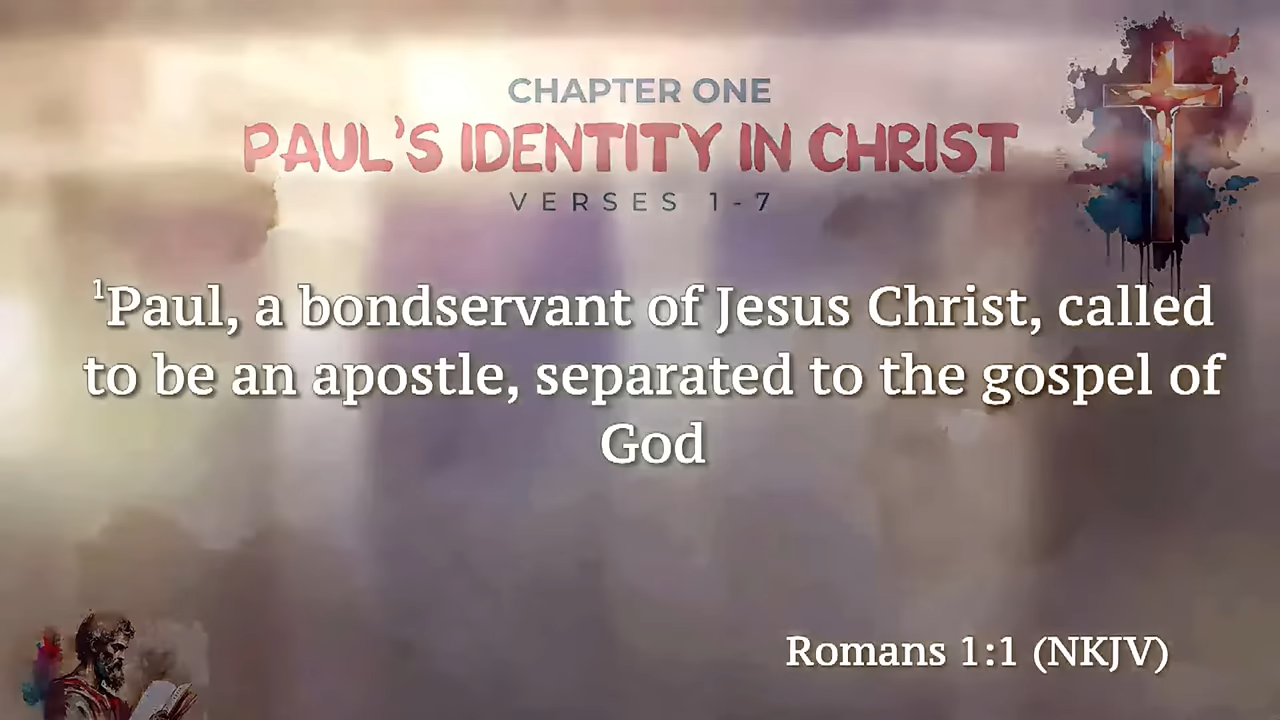 CHAPTER ONE
PAUL'S IDENTITY IN CHRIST
VERSES 1-7
¹Paul, a bondservant of Jesus Christ, called
to be an apostle, separated to the gospel of
God
Romans 1:1 (NKJV)